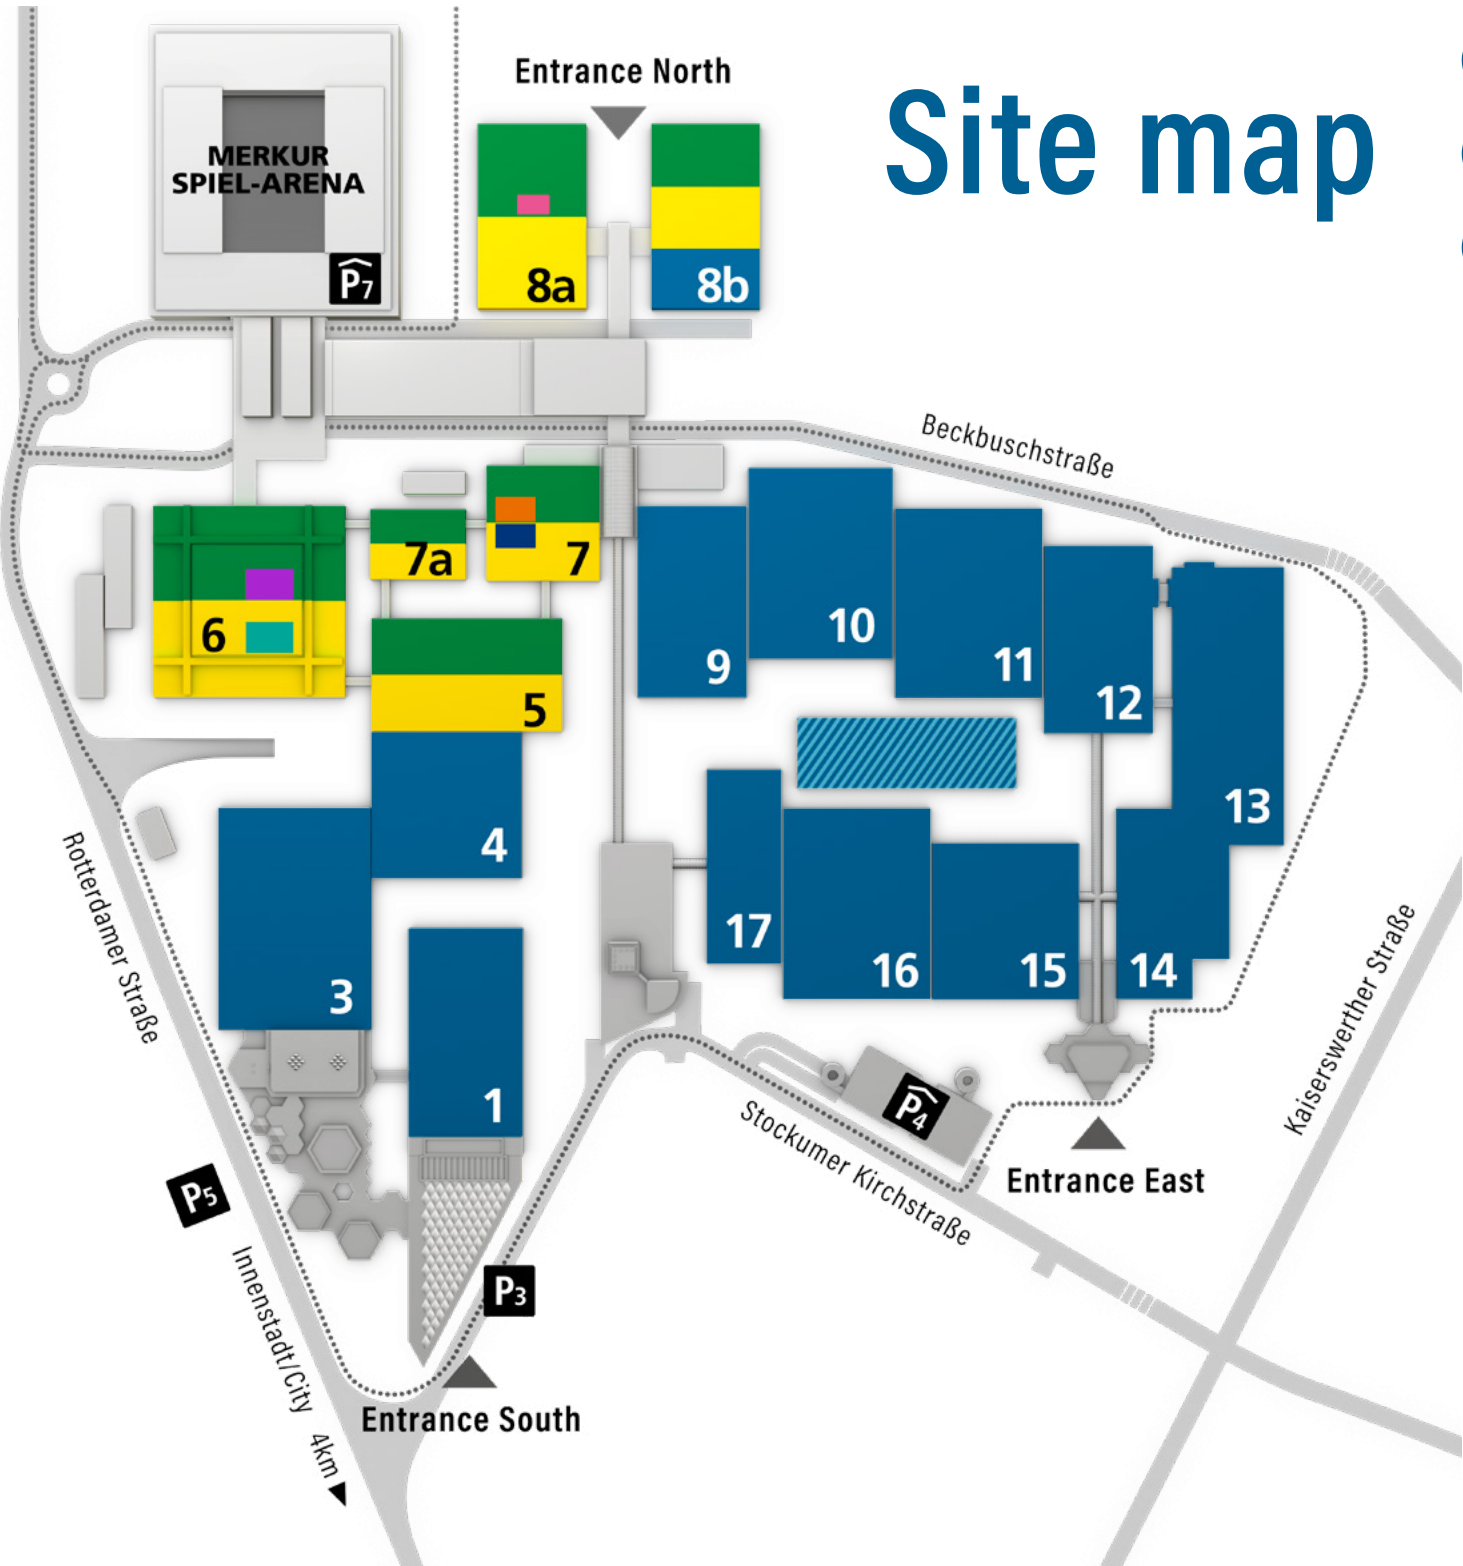 Entrance North
Site map
MERKUR
SPIEL-ARENA
P7
8a
8b
Beckbuschstraße
7a
7
6
5
9
10
11
12
13
4
3
17
16
15
14
1
Rotterdamer Straße
Kaiserswerther Straße
P4
Stockumer Kirchstraße
Entrance East
P5
Innenstadt/City 4km
P3
Entrance South